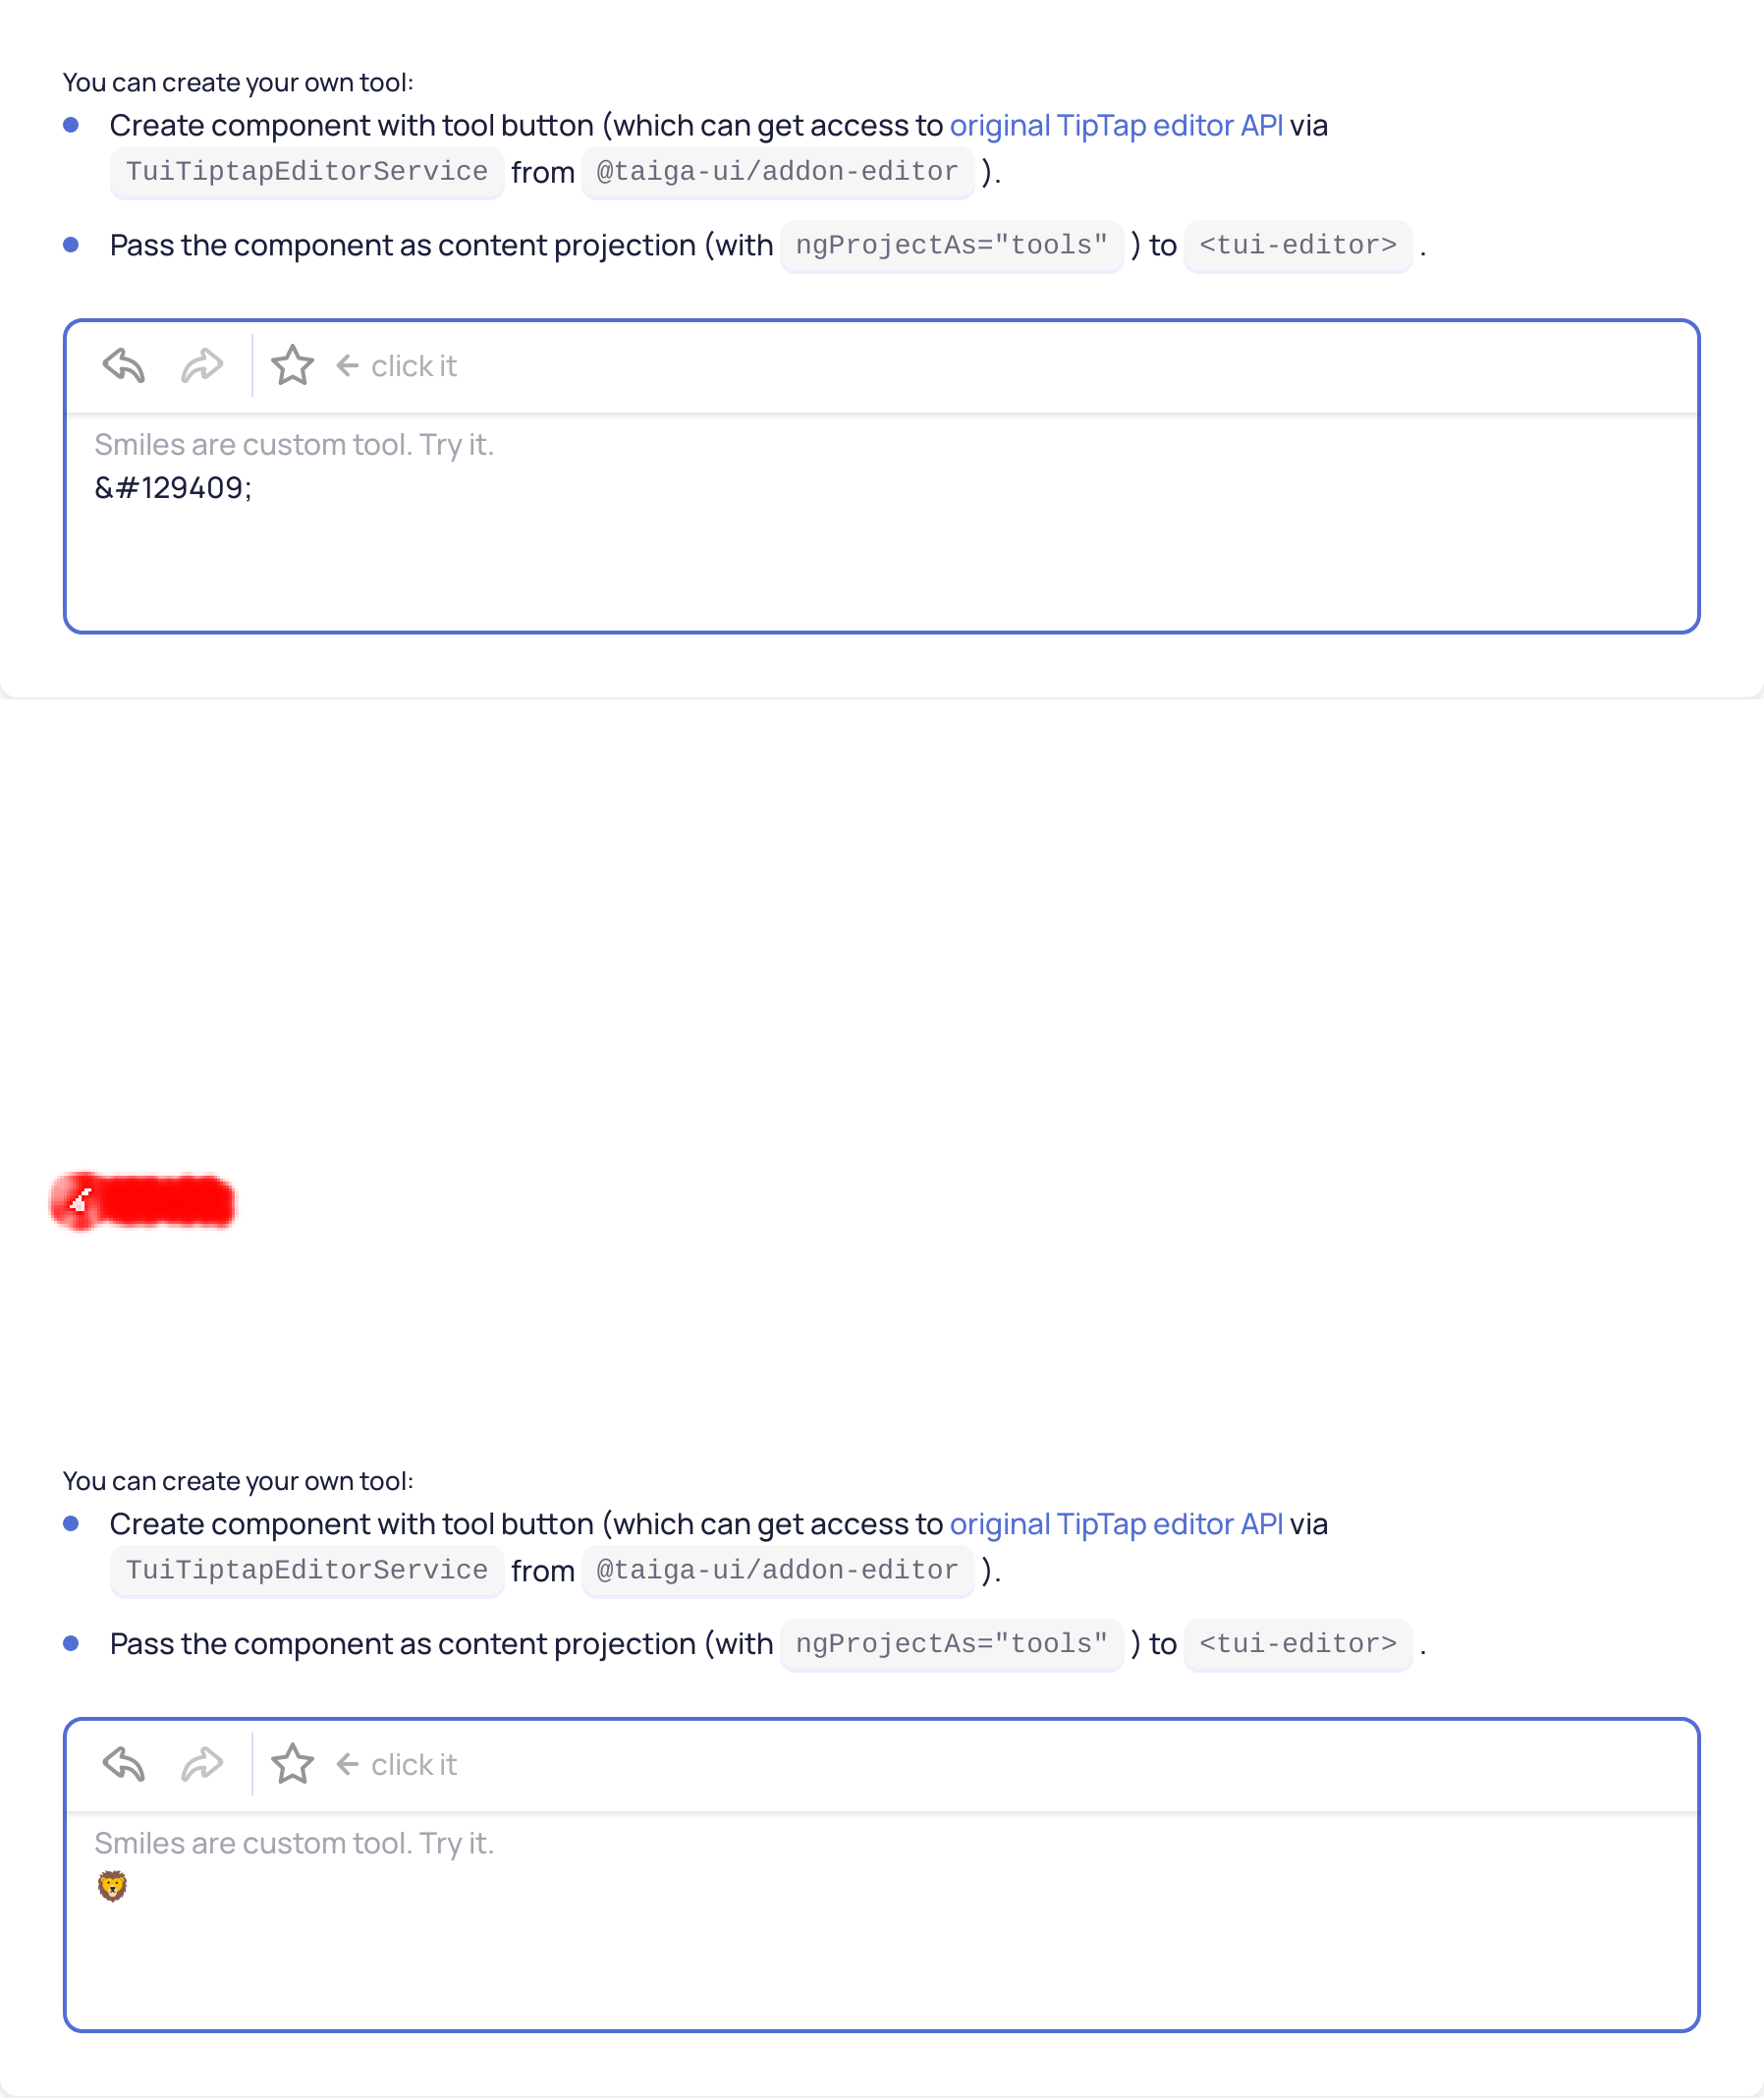 You can create your own tool:
Create component with tool button (which can get access to original TipTap editor API via
TuiTiptapEditorService from @taiga-ui/addon-editor ).
Pass the component as content projection (with ngProjectAs="tools" ) to <tui-editor> .
← click it
Smiles are custom tool. Try it.
&#129409;
You can create your own tool:
Create component with tool button (which can get access to original TipTap editor API via
TuiTiptapEditorService from @taiga-ui/addon-editor ).
Pass the component as content projection (with ngProjectAs="tools" ) to <tui-editor> .
← click it
Smiles are custom tool. Try it.
🦁